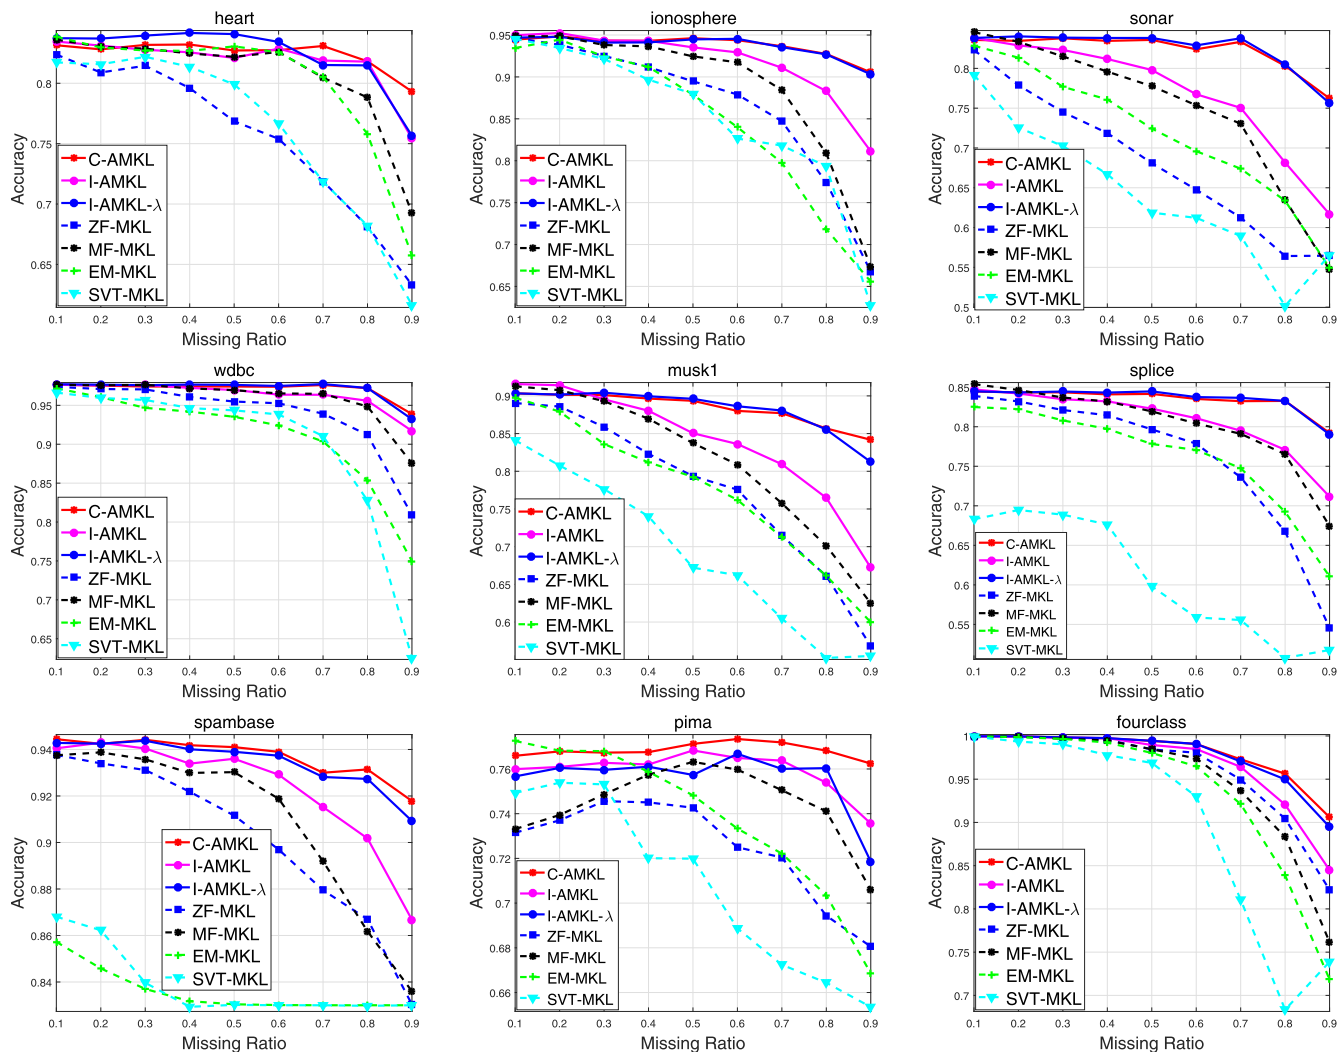 heart
0.8
0.75
0.7
0.65
Accuracy
C-AMKL
I-AMKL
I-AMKL-λ
ZF-MKL
MF-MKL
EM-MKL
SVT-MKL
0.1 0.2 0.3 0.4 0.5 0.6 0.7 0.8 0.9
Missing Ratio
ionosphere
0.95
0.9
0.85
0.8
0.75
0.7
0.65
Accuracy
C-AMKL
I-AMKL
I-AMKL-λ
ZF-MKL
MF-MKL
EM-MKL
SVT-MKL
0.1 0.2 0.3 0.4 0.5 0.6 0.7 0.8 0.9
Missing Ratio
sonar
0.8
0.75
0.7
0.65
0.6
0.55
0.5
Accuracy
C-AMKL
I-AMKL
I-AMKL-λ
ZF-MKL
MF-MKL
EM-MKL
SVT-MKL
0.1 0.2 0.3 0.4 0.5 0.6 0.7 0.8 0.9
Missing Ratio
wdbc
0.95
0.9
0.85
0.8
0.75
0.7
0.65
Accuracy
C-AMKL
I-AMKL
I-AMKL-λ
ZF-MKL
MF-MKL
EM-MKL
SVT-MKL
0.1 0.2 0.3 0.4 0.5 0.6 0.7 0.8 0.9
Missing Ratio
musk1
0.9
0.85
0.8
0.75
0.7
0.65
0.6
Accuracy
C-AMKL
I-AMKL
I-AMKL-λ
ZF-MKL
MF-MKL
EM-MKL
SVT-MKL
0.1 0.2 0.3 0.4 0.5 0.6 0.7 0.8 0.9
Missing Ratio
splice
0.85
0.8
0.75
0.7
0.65
0.6
0.55
Accuracy
C-AMKL
I-AMKL
I-AMKL-λ
ZF-MKL
MF-MKL
EM-MKL
SVT-MKL
0.1 0.2 0.3 0.4 0.5 0.6 0.7 0.8 0.9
Missing Ratio
spambase
0.94
0.92
0.9
0.88
0.86
0.84
Accuracy
C-AMKL
I-AMKL
I-AMKL-λ
ZF-MKL
MF-MKL
EM-MKL
SVT-MKL
0.1 0.2 0.3 0.4 0.5 0.6 0.7 0.8 0.9
Missing Ratio
pima
0.76
0.74
0.72
0.7
0.68
0.66
Accuracy
C-AMKL
I-AMKL
I-AMKL-λ
ZF-MKL
MF-MKL
EM-MKL
SVT-MKL
0.1 0.2 0.3 0.4 0.5 0.6 0.7 0.8 0.9
Missing Ratio
fourclass
0.95
0.9
0.85
0.8
0.75
0.7
Accuracy
C-AMKL
I-AMKL
I-AMKL-λ
ZF-MKL
MF-MKL
EM-MKL
SVT-MKL
0.1 0.2 0.3 0.4 0.5 0.6 0.7 0.8 0.9
Missing Ratio